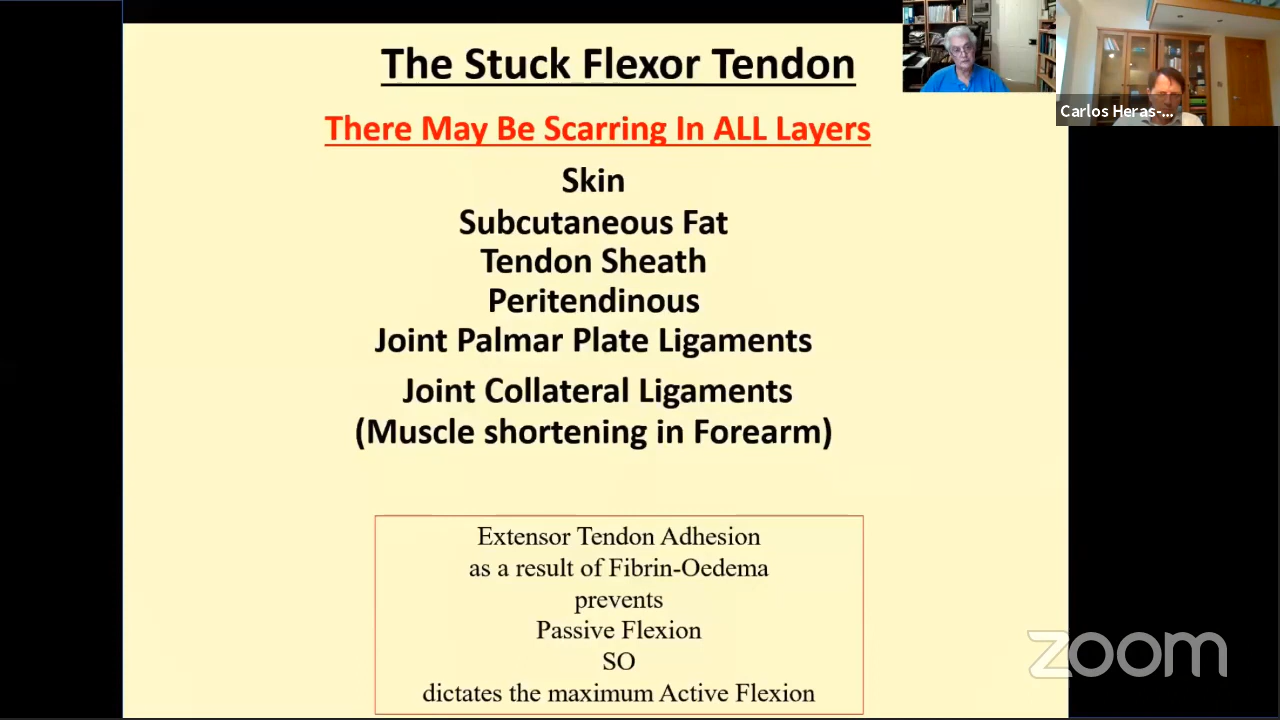 The Stuck Flexor Tendon
There May Be Scarring In ALL Layers
Skin
Subcutaneous Fat
Tendon Sheath
Peritendinous
Joint Palmar Plate Ligaments
Joint Collateral Ligaments
(Muscle shortening in Forearm)
Extensor Tendon Adhesion
as a result of Fibrin-Oedema
prevents
Passive Flexion
SO
dictates the maximum Active Flexion
Carlos Heras-...
zoom